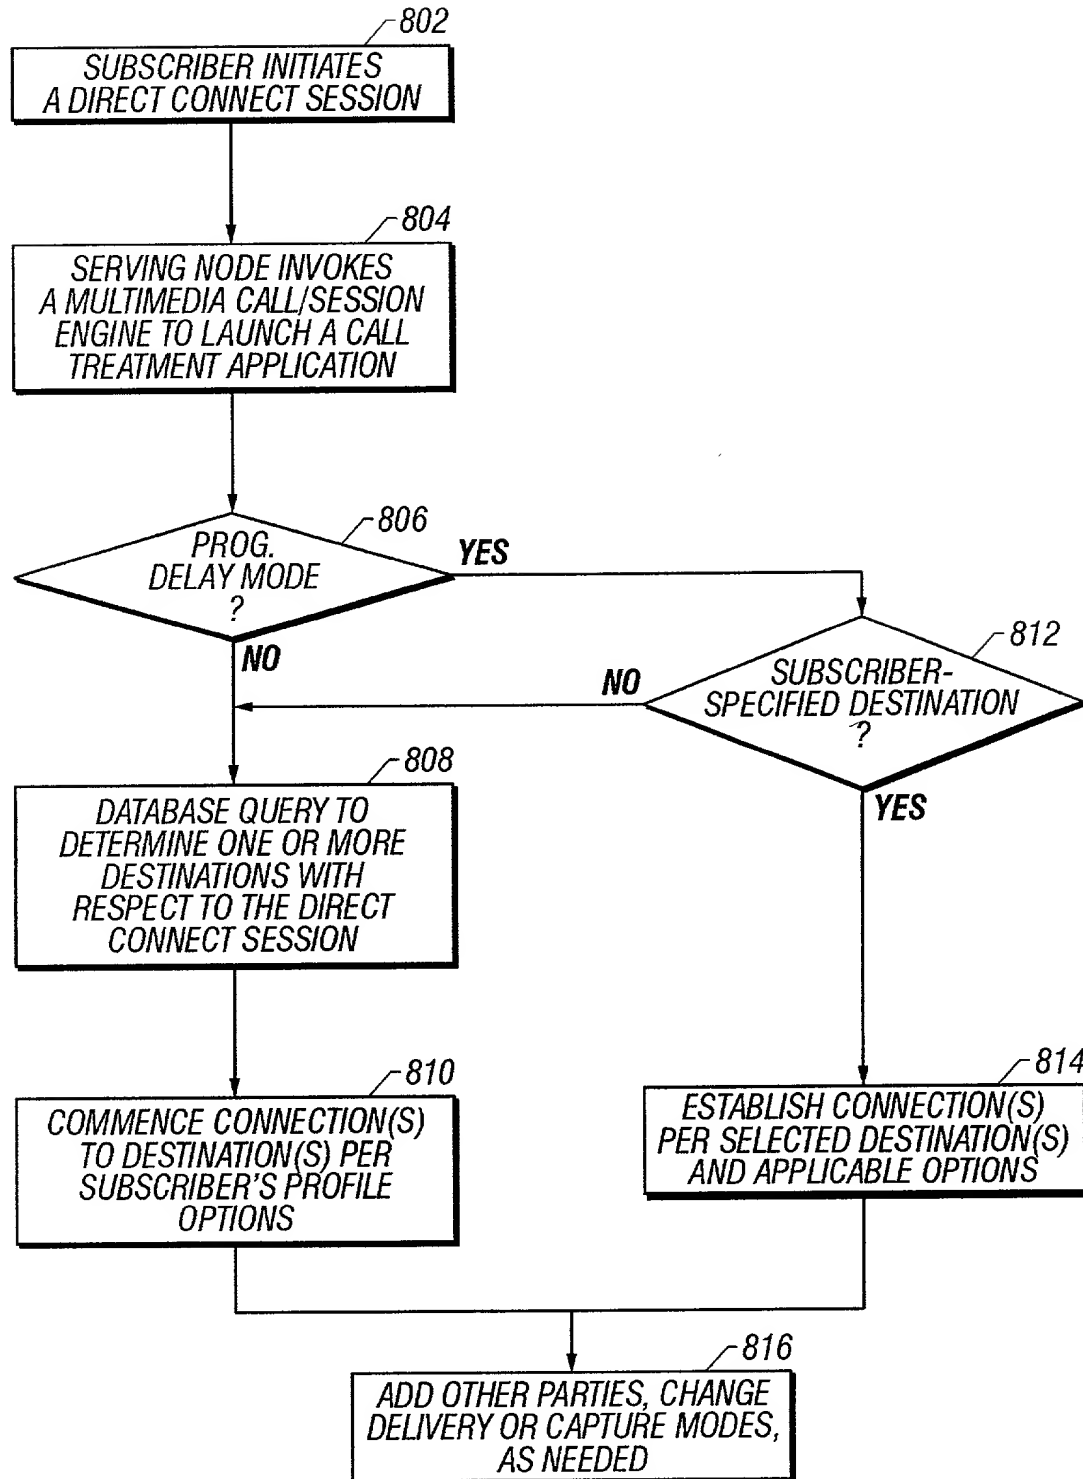 802
SUBSCRIBER INITIATES
A DIRECT CONNECT SESSION
804
SERVING NODE INVOKES
A MULTIMEDIA CALL/SESSION
ENGINE TO LAUNCH A CALL
TREATMENT APPLICATION
806
PROG.
DELAY MODE
?
YES
NO
812
SUBSCRIBER-
SPECIFIED DESTINATION
?
NO
YES
808
DATABASE QUERY TO
DETERMINE ONE OR MORE
DESTINATIONS WITH
RESPECT TO THE DIRECT
CONNECT SESSION
810
COMMENCE CONNECTION(S)
TO DESTINATION(S) PER
SUBSCRIBER'S PROFILE
OPTIONS
814
ESTABLISH CONNECTION(S)
PER SELECTED DESTINATION(S)
AND APPLICABLE OPTIONS
816
ADD OTHER PARTIES, CHANGE
DELIVERY OR CAPTURE MODES,
AS NEEDED